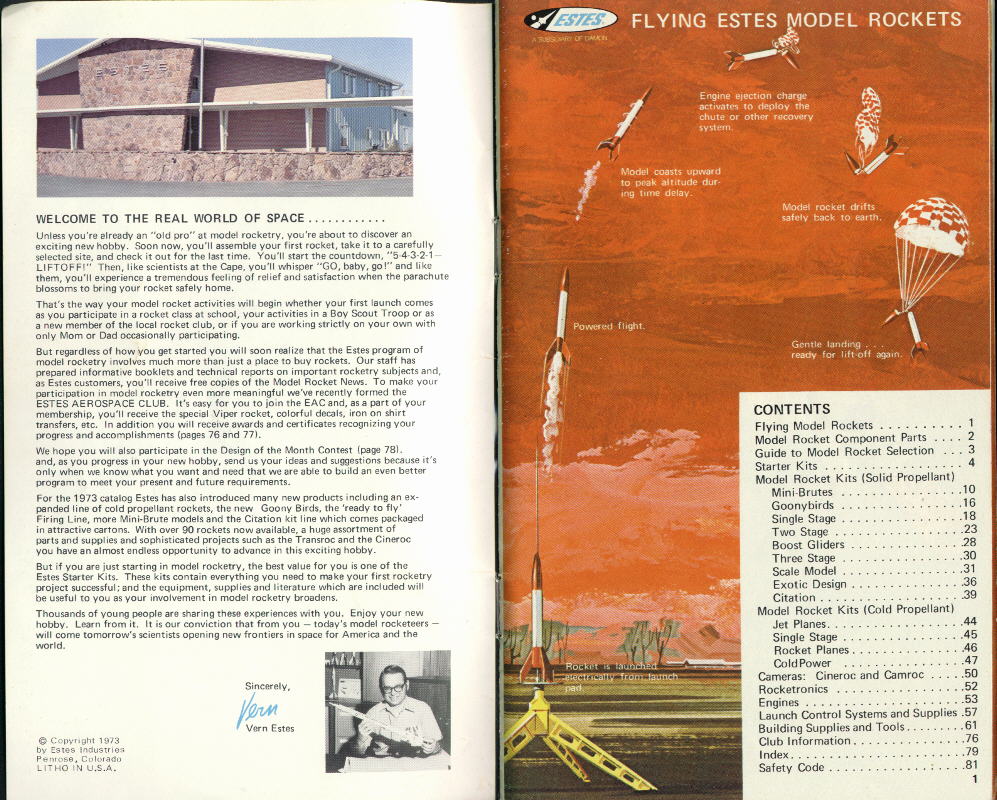 ESTES
WELCOME TO THE REAL WORLD OF SPACE . . . . . . . . . . . .
Unless you're already an "old pro" at model rocketry, you're about to discover an
exciting new hobby. Soon now, you'll assemble your first rocket, take it to a carefully
selected site, and check it out for the last time. You'll start the countdown, "5-4-3-2-1—
LIFTOFF!" Then, like scientists at the Cape, you'll whisper "GO, baby, go!" and like
them, you'll experience a tremendous feeling of relief and satisfaction when the parachute
blossoms to bring your rocket safely home.
That's the way your model rocket activities will begin whether your first launch comes
as you participate in a rocket class at school, your activities in a Boy Scout Troop or as
a new member of the local rocket club, or if you are working strictly on your own with
only Mom or Dad occasionally participating.
But regardless of how you get started you will soon realize that the Estes program of
model rocketry involves much more than just a place to buy rockets. Our staff has
prepared informative booklets and technical reports on important rocketry subjects and,
as Estes customers, you'll receive free copies of the Model Rocket News. To make your
participation in model rocketry even more meaningful we've recently formed the
ESTES AEROSPACE CLUB. It's easy for you to join the EAC and, as a part of your
membership, you'll receive the special Viper rocket, colorful decals, iron on shirt
transfers, etc. In addition you will receive awards and certificates recognizing your
progress and accomplishments (pages 76 and 77).
We hope you will also participate in the Design of the Month Contest (page 78).
and, as you progress in your new hobby, send us your ideas and suggestions because it's
only when we know what you want and need that we are able to build an even better
program to meet your present and future requirements.
For the 1973 catalog Estes has also introduced many new products including an ex-
panded line of cold propellant rockets, the new Goony Birds, the 'ready to fly'
Firing Line, more Mini-Brute models and the Citation kit line which comes packaged
in attractive cartons. With over 90 rockets now available, a huge assortment of
parts and supplies and sophisticated projects such as the Transroc and the Cineroc
you have an almost endless opportunity to advance in this exciting hobby.
But if you are just starting in model rocketry, the best value for you is one of the
Estes Starter Kits. These kits contain everything you need to make your first rocketry
project successful; and the equipment, supplies and literature which are included will
be useful to you as your involvement in model rocketry broadens.
Thousands of young people are sharing these experiences with you. Enjoy your new
hobby. Learn from it. It is our conviction that from you — today's model rocketeers —
will come tomorrow's scientists opening new frontiers in space for America and the
world.
Sincerely,
Vern
Vern Estes
© Copyright 1973
by Estes Industries
Penrose, Colorado
LITHO IN U.S.A.
ESTES
A SUBSIDIARY OF DAMON
FLYING ESTES MODEL ROCKETS
Engine ejection charge
activates to deploy the
chute or other recovery
system.
Model coasts upward
to peak altitude dur-
ing time delay.
Model rocket drifts
safely back to earth.
Powered flight.
Gentle landing . . .
ready for lift-off again.
Rocket is launched
electrically from launch
pad.
CONTENTS
Flying Model Rockets . . . . . . . . . . . 1
Model Rocket Component Parts . . . . 2
Guide to Model Rocket Selection . . . 3
Starter Kits . . . . . . . . . . . . . . . . . . 4
Model Rocket Kits (Solid Propellant)
Mini-Brutes . . . . . . . . . . . . . . .10
Goonybirds . . . . . . . . . . . . . . . .16
Single Stage . . . . . . . . . . . . . . .18
Two Stage . . . . . . . . . . . . . . . .23
Boost Gliders . . . . . . . . . . . . . .28
Three Stage . . . . . . . . . . . . . . .30
Scale Model . . . . . . . . . . . . . . .31
Exotic Design . . . . . . . . . . . . . .36
Citation . . . . . . . . . . . . . . . . . .39
Model Rocket Kits (Cold Propellant)
Jet Planes. . . . . . . . . . . . . . . . .44
Single Stage . . . . . . . . . . . . . . .45
Rocket Planes . . . . . . . . . . . . . .46
ColdPower . . . . . . . . . . . . . . .47
Cameras: Cineroc and Camroc . . . . .50
Rocketronics . . . . . . . . . . . . . . . .52
Engines . . . . . . . . . . . . . . . . . . . .53
Launch Control Systems and Supplies .57
Building Supplies and Tools . . . . . . . .61
Club Information . . . . . . . . . . . . . .76
Index . . . . . . . . . . . . . . . . . . . . .79
Safety Code . . . . . . . . . . . . . . . . .81
1